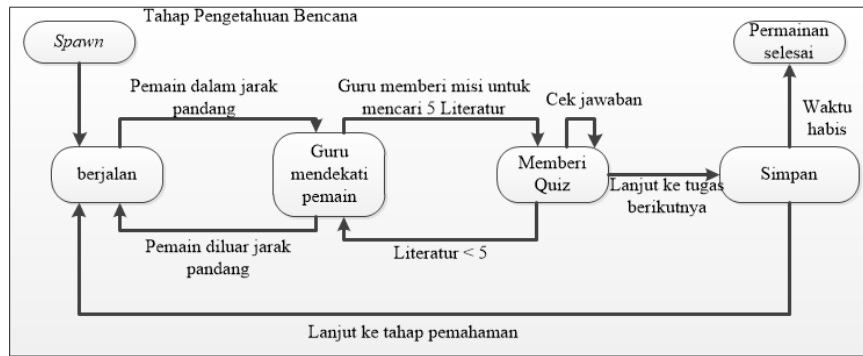 Tahap Pengetahuan Bencana
Spawn
Permainan
selesai
Pemain dalam jarak
pandang
Guru memberi misi untuk
mencari 5 Literatur
Cek jawaban
Waktu
habis
berjalan
Guru
mendekati
pemain
Memberi
Quiz
Simpan
Lanjut ke tugas
berikutnya
Pemain diluar jarak
pandang
Literatur < 5
Lanjut ke tahap pemahaman